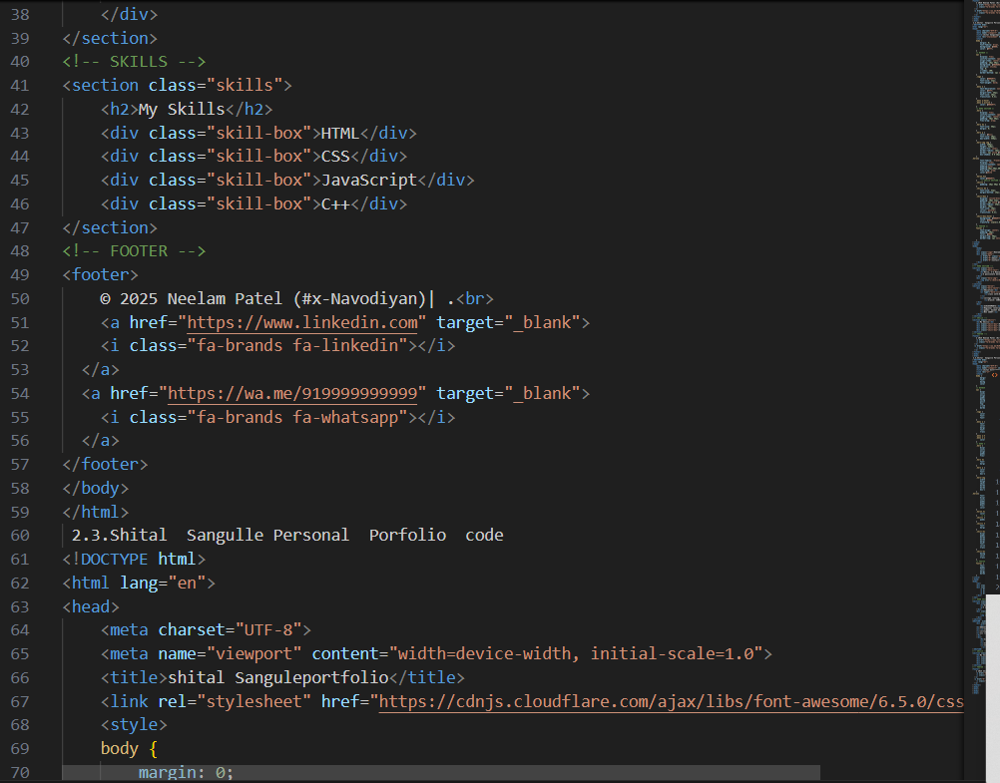 38 </div>
39 </section>
40 <!-- SKILLS -->
41 <section class="skills">
42 <h2>My Skills</h2>
43 <div class="skill-box">HTML</div>
44 <div class="skill-box">CSS</div>
45 <div class="skill-box">JavaScript</div>
46 <div class="skill-box">C++</div>
47 </section>
48 <!-- FOOTER -->
49 <footer>
50 © 2025 Neelam Patel (#x-Navodiyan)| .<br>
51 <a href="https://www.linkedin.com" target="_blank">
52 <i class="fa-brands fa-linkedin"></i>
53 </a>
54 <a href="https://wa.me/919999999999" target="_blank">
55 <i class="fa-brands fa-whatsapp"></i>
56 </a>
57 </footer>
58 </body>
59 </html>
60 2.3.Shital  Sangulle Personal  Porfolio  code
61 <!DOCTYPE html>
62 <html lang="en">
63 <head>
64 <meta charset="UTF-8">
65 <meta name="viewport" content="width=device-width, initial-scale=1.0">
66 <title>shital Sanguleportfolio</title>
67 <link rel="stylesheet" href="https://cdnjs.cloudflare.com/ajax/libs/font-awesome/6.5.0/css
68 <style>
69 body {
70 margin: 0;